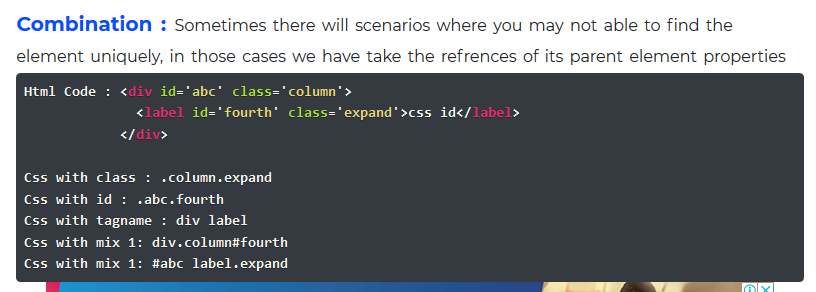 Combination : Sometimes there will scenarios where you may not able to find the
element uniquely, in those cases we have take the refrences of its parent element properties
Html Code : <div id='abc' class='column'>
<label id='fourth' class='expand'>css id</label>
</div>
Css with class : .column.expand
Css with id : .abc.fourth
Css with tagname : div label
Css with mix 1: div.column#fourth
Css with mix 1: #abc label.expand